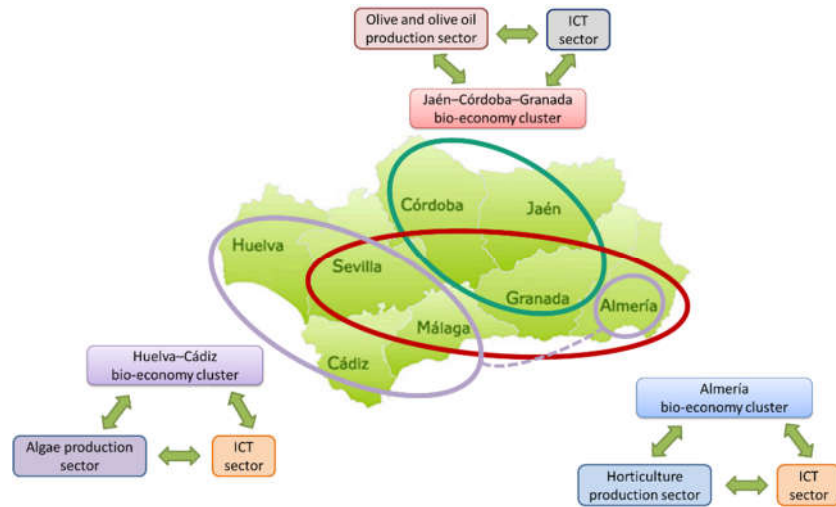 Olive and olive oil
production sector
ICT
sector
Jaén–Córdoba–Granada
bio-economy cluster
Córdoba
Jaén
Huelva
Sevilla
Granada
Almería
Málaga
Cádiz
Huelva–Cádiz
bio-economy cluster
Algae production
sector
ICT
sector
Almería
bio-economy cluster
Horticulture
production sector
ICT
sector